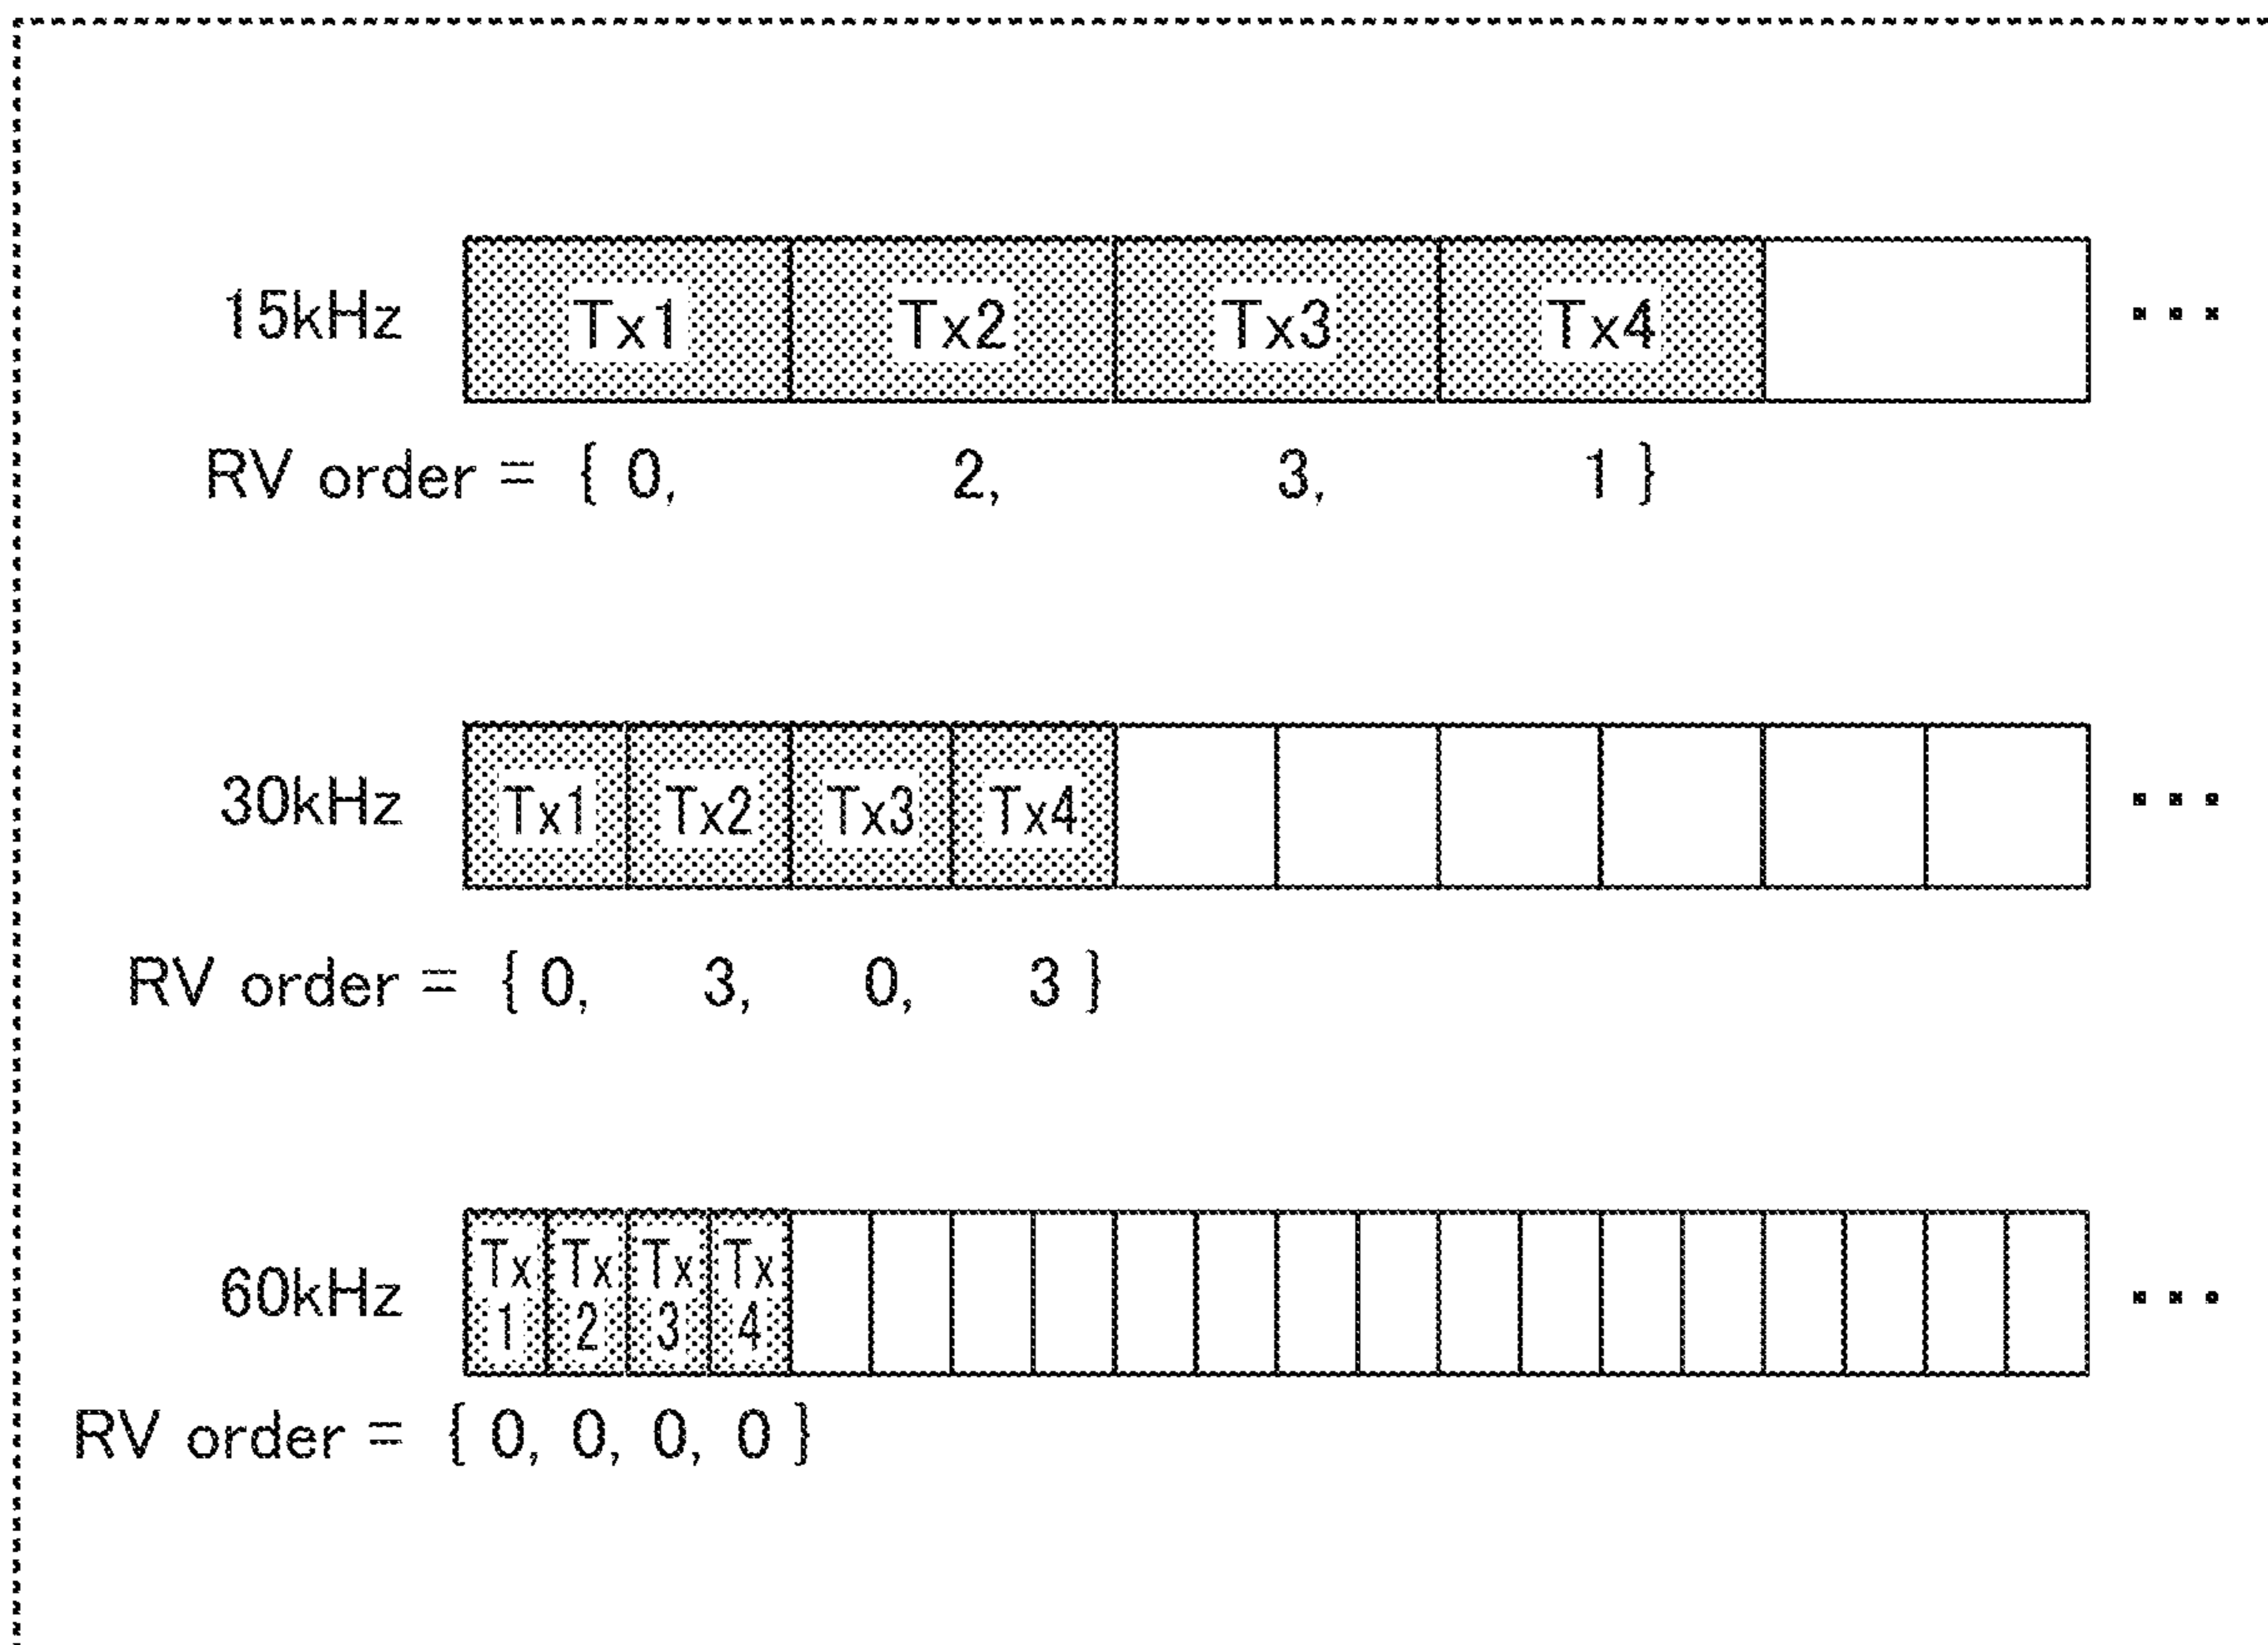 15kHz Tx1 Tx2 Tx3 Tx4 ...
RV order = { 0, 2, 3, 1 }
30kHz Tx1 Tx2 Tx3 Tx4 ...
RV order = { 0, 3, 0, 3 }
60kHz Tx 1 Tx 2 Tx 3 Tx 4 ...
RV order = { 0, 0, 0, 0 }